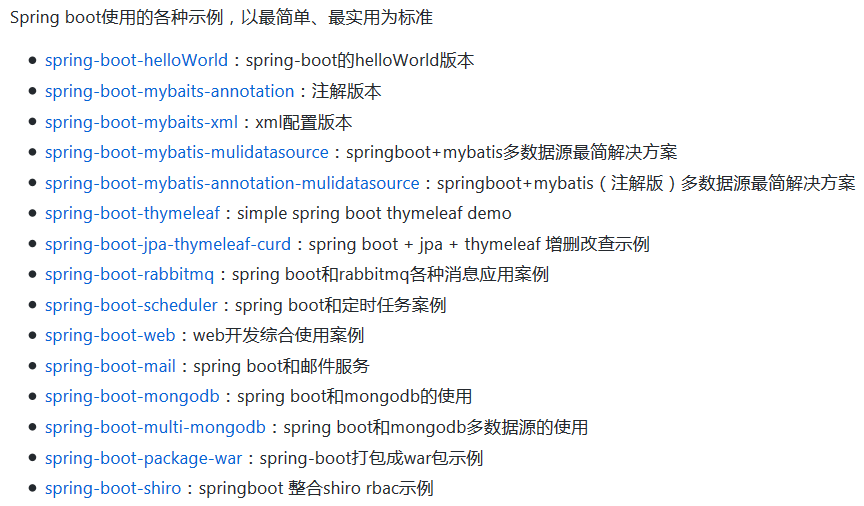 Spring boot使用的各种示例，以最简单、最实用为标准
spring-boot-helloWorld：spring-boot的helloWorld版本
spring-boot-mybaits-annotation：注解版本
spring-boot-mybaits-xml：xml配置版本
spring-boot-mybatis-mulidatasource：springboot+mybatis多数据源最简解决方案
spring-boot-mybatis-annotation-mulidatasource：springboot+mybatis（注解版）多数据源最简解决方案
spring-boot-thymeleaf：simple spring boot thymeleaf demo
spring-boot-jpa-thymeleaf-curd：spring boot + jpa + thymeleaf 增删改查示例
spring-boot-rabbitmq：spring boot和rabbitmq各种消息应用案例
spring-boot-scheduler：spring boot和定时任务案例
spring-boot-web：web开发综合使用案例
spring-boot-mail：spring boot和邮件服务
spring-boot-mongodb：spring boot和mongodb的使用
spring-boot-multi-mongodb：spring boot和mongodb多数据源的使用
spring-boot-package-war：spring-boot打包成war包示例
spring-boot-shiro：springboot 整合shiro rbac示例